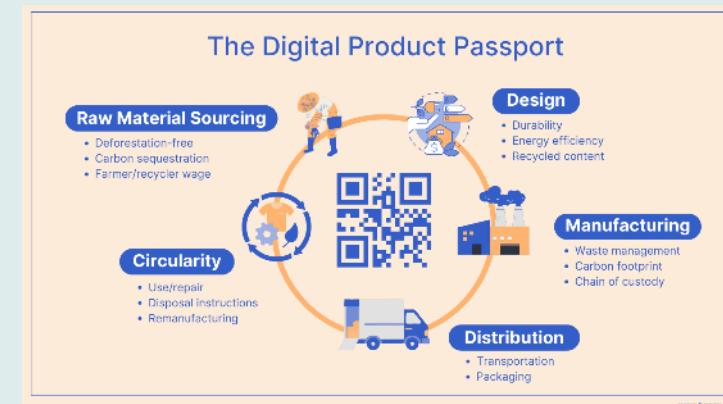 The Digital Product Passport
Raw Material Sourcing
• Deforestation-free
• Carbon sequestration
• Farmer/recycler wage
Design
• Durability
• Energy efficiency
• Recycled content
Manufacturing
• Waste management
• Carbon footprint
• Chain of custody
Distribution
• Transportation
• Packaging
Circularity
• Use/repair
• Disposal instructions
• Remanufacturing